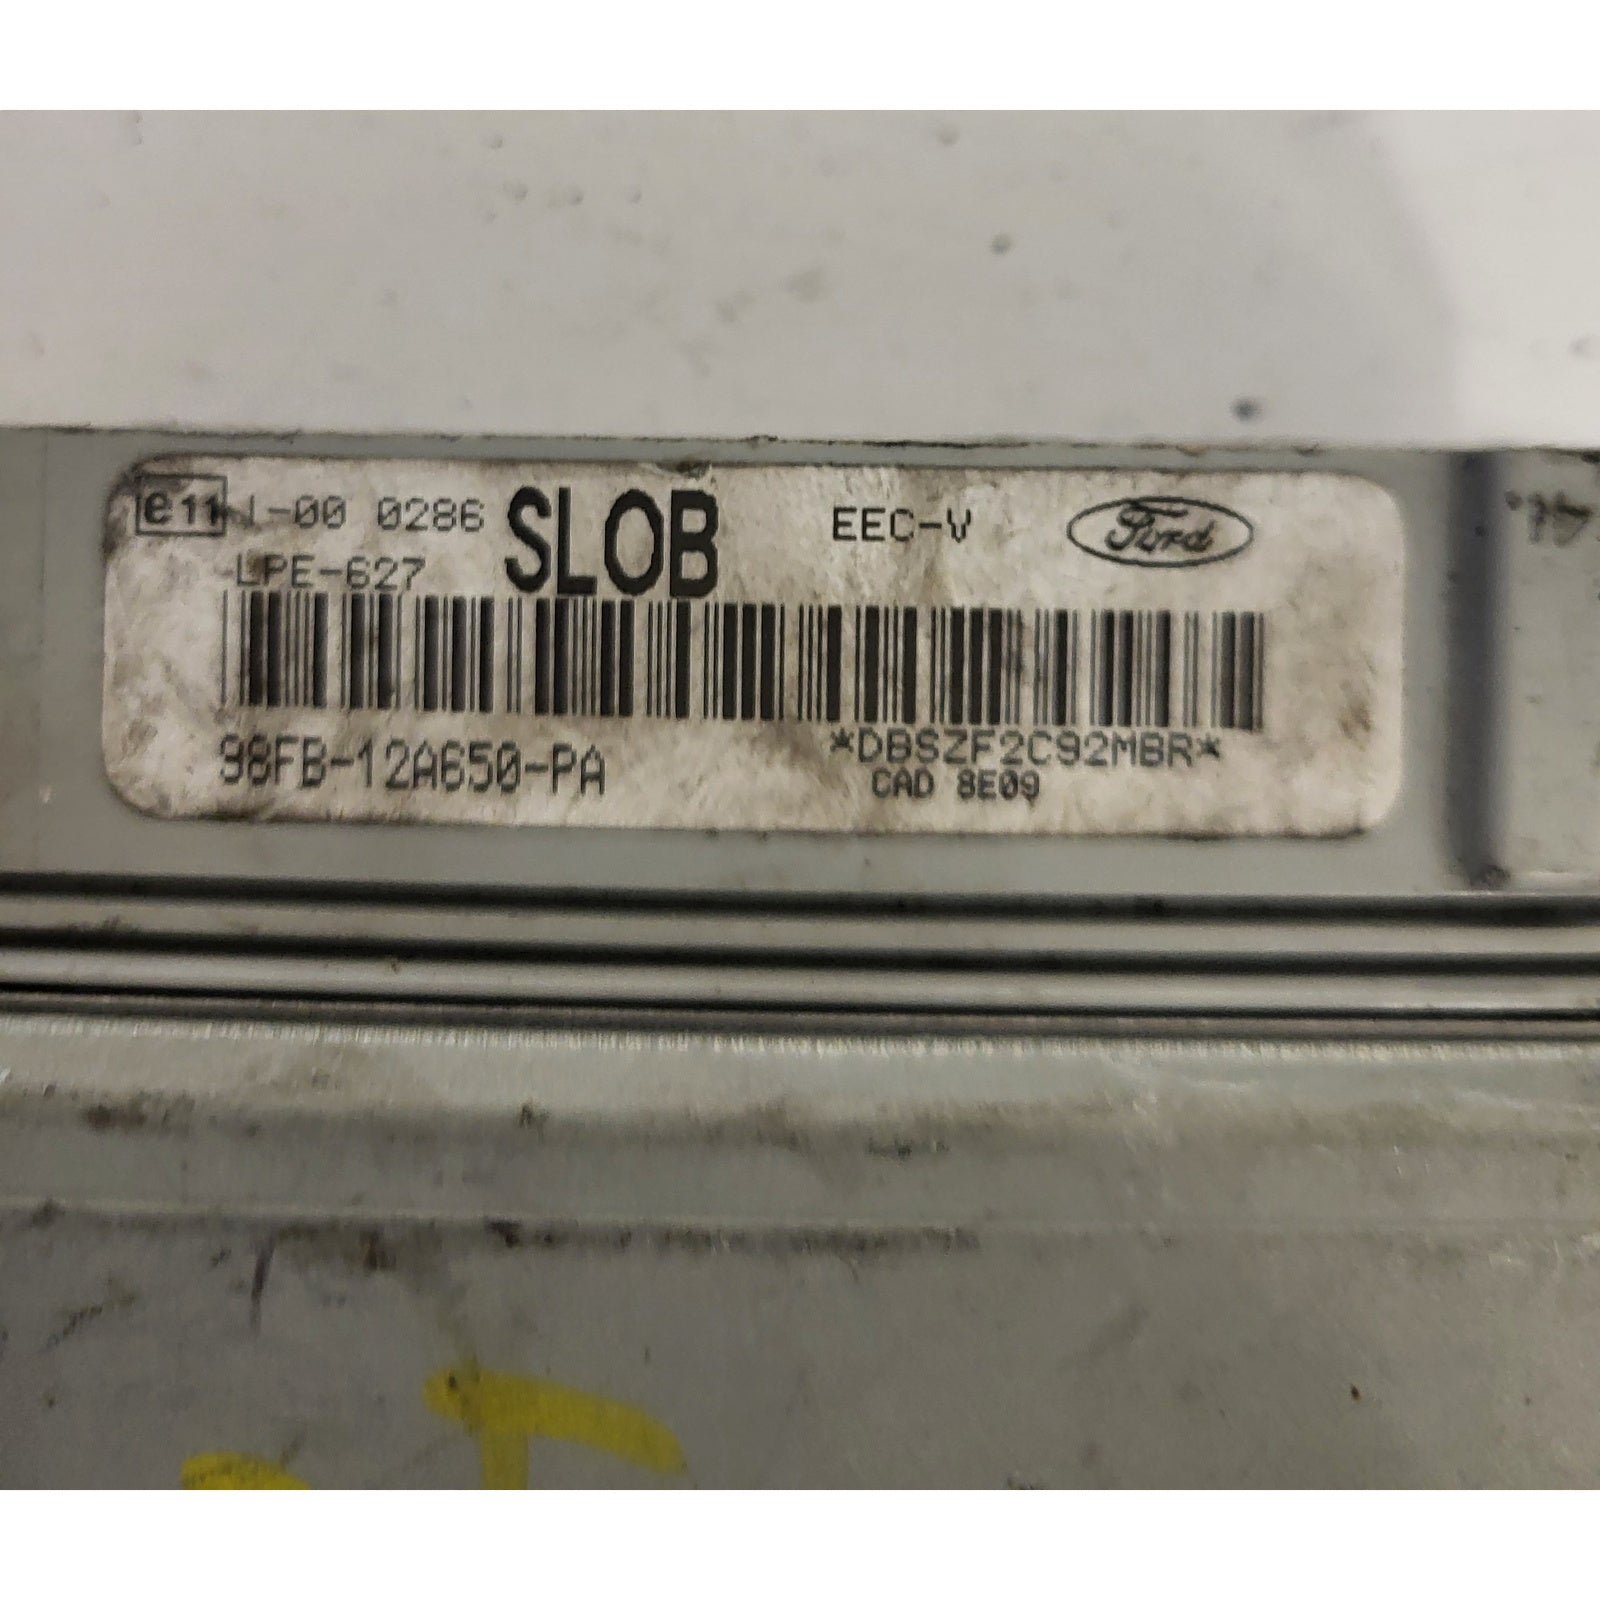 e11 1-00 0286 SLOB EEC-V Ford
LPE-627
98FB-12A650-PA *DBSZF2C92MBR*
CAD 8E09